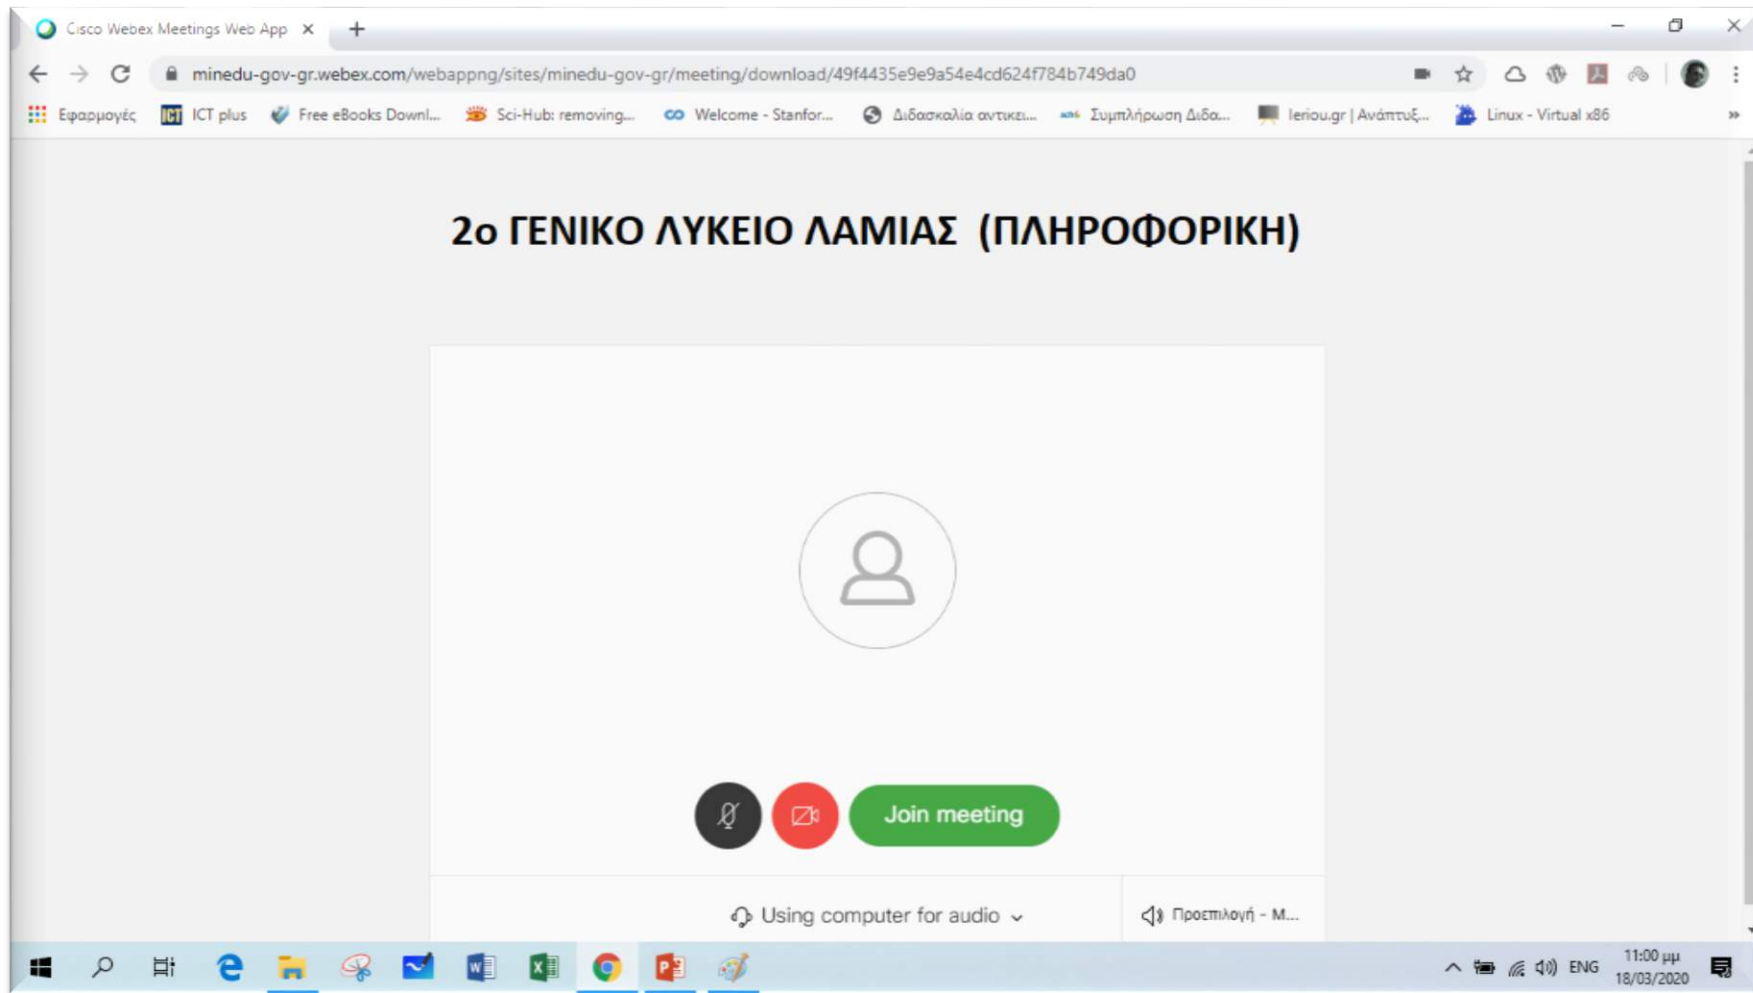 Cisco Webex Meetings Web App
minedu-gov-gr.webex.com/webappng/sites/minedu-gov-gr/meeting/download/49f4435e9e9a54e4cd624f784b749da0
Εφαρμογές ICT ICT plus Free eBooks Downl... Sci-Hub: removing... Welcome - Stanfor... Διδασκαλία αντικει... Συμπλήρωση Διδα... Ieriou.gr | Ανάπτυξ... Linux - Virtual x86 »
2ο ΓΕΝΙΚΟ ΛΥΚΕΙΟ ΛΑΜΙΑΣ (ΠΛΗΡΟΦΟΡΙΚΗ)
Join meeting
Using computer for audio
Προεπιλογή - M...
ENG
11:00 μμ
18/03/2020